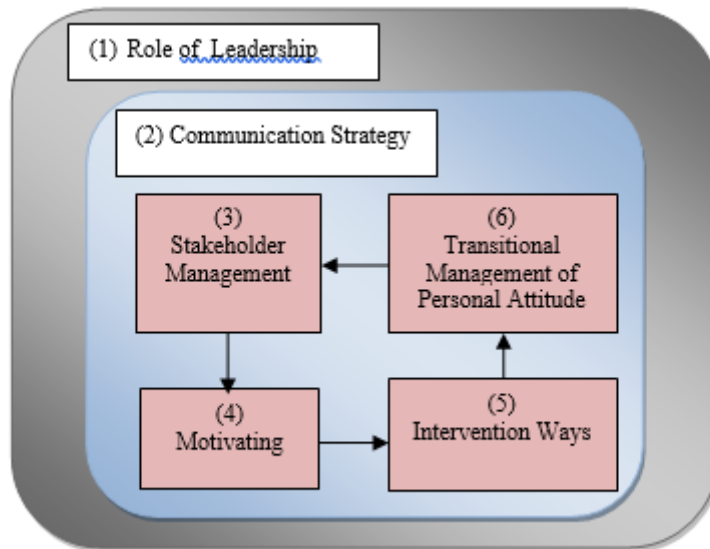 (1) Role of Leadership
(2) Communication Strategy
(3)
Stakeholder
Management
(6)
Transitional
Management of
Personal Attitude
(4)
Motivating
(5)
Intervention Ways